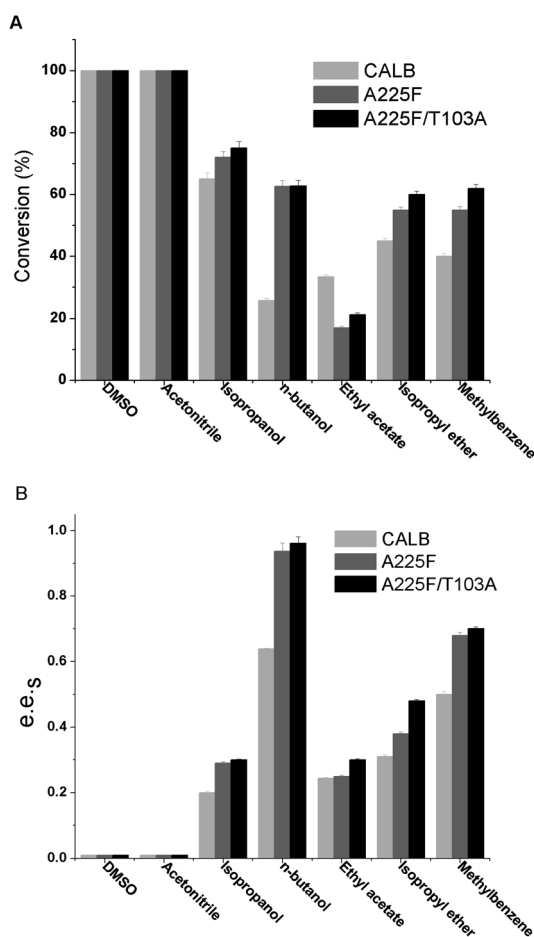 A
100
80
60
40
20
0
Conversion (%)
CALB
A225F
A225F/T103A
DMSO
Acetonitrile
Isopropanol
n-butanol
Ethyl acetate
Isopropyl ether
Methylbenzene
B
1.0
0.8
0.6
0.4
0.2
0.0
e.e.s
CALB
A225F
A225F/T103A
DMSO
Acetonitrile
Isopropanol
n-butanol
Ethyl acetate
Isopropyl ether
Methylbenzene